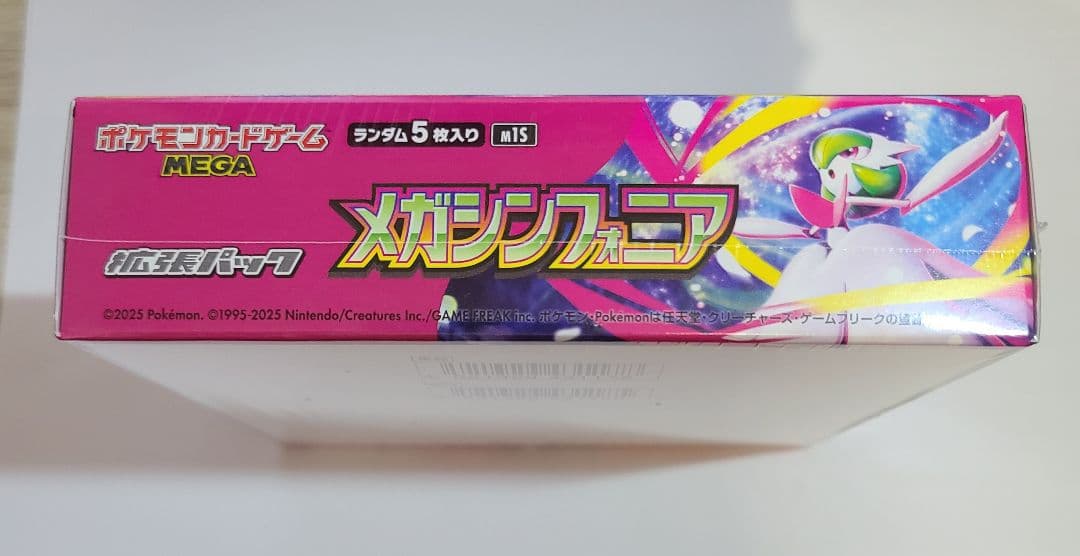 ポケモンカードゲーム
MEGA
ランダム5枚入り M1S
メガシンフォニア
拡張パック
©2025 Pokémon. ©1995-2025 Nintendo/Creatures Inc./GAME FREAK inc. ポケモン・Pokémonは任天堂・クリーチャーズ・ゲームフリークの